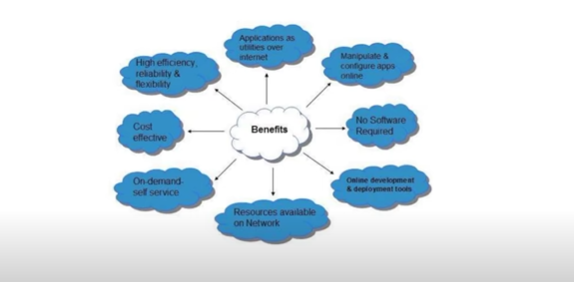 Applications as
utilities over
internet
High efficiency,
reliability &
flexibility
Manipulate &
configure apps
online
Cost
effective
Benefits
No Software
Required
On-demand-
self service
Online development
& deployment tools
Resources available
on Network